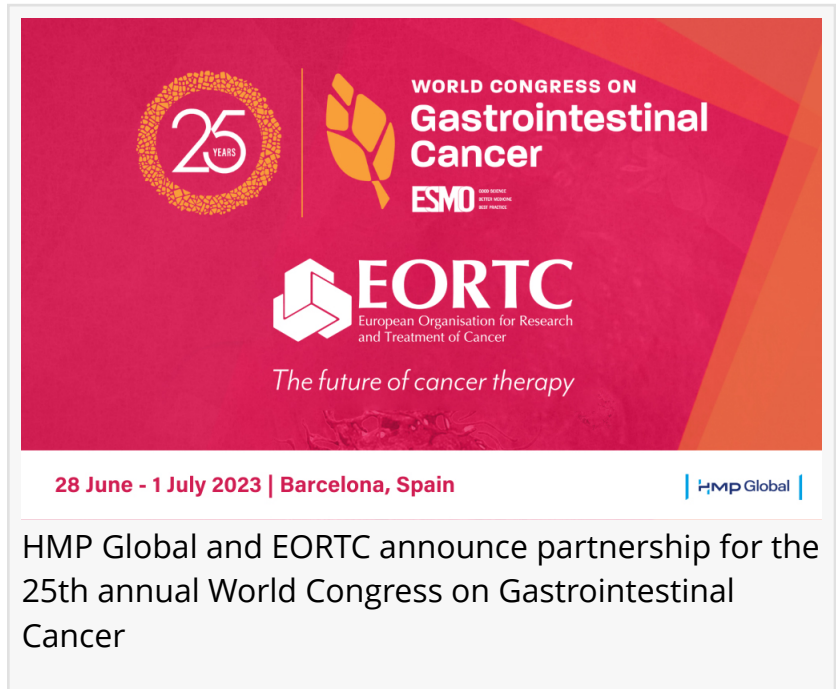 25
YEARS
WORLD CONGRESS ON
Gastrointestinal
Cancer
ESMO
GOOD SCIENCE
BETTER MEDICINE
BEST PRACTICE
EORTC
European Organisation for Research
and Treatment of Cancer
The future of cancer therapy
28 June - 1 July 2023 | Barcelona, Spain
HMP Global
HMP Global and EORTC announce partnership for the
25th annual World Congress on Gastrointestinal
Cancer